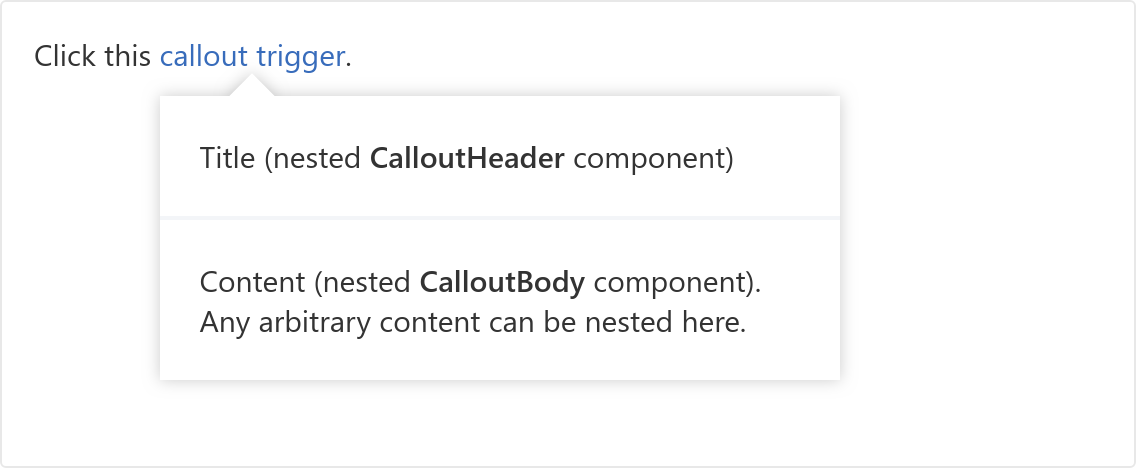 Click this callout trigger.
Title (nested CalloutHeader component)
Content (nested CalloutBody component).
Any arbitrary content can be nested here.